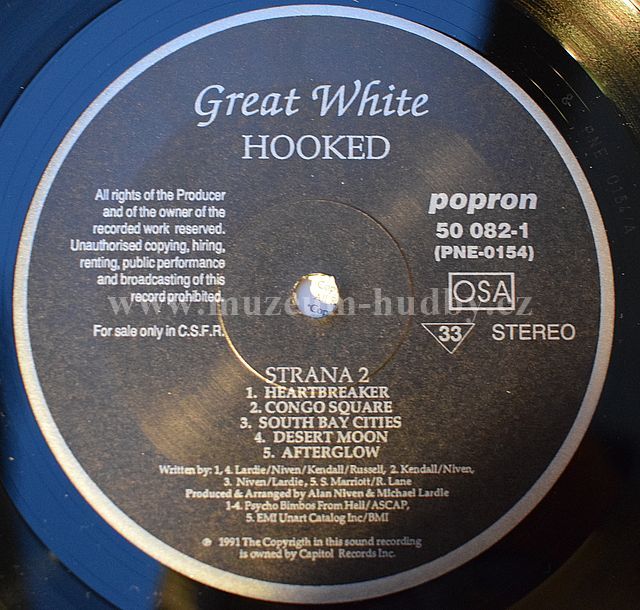 Great White
HOOKED
All rights of the Producer
and of the owner of the
recorded work reserved.
Unauthorised copying, hiring,
renting, public performance
and broadcasting of this
record prohibited.
For sale only in C.S.F.R.
popron
50 082-1
(PNE-0154)
OSA
33 STEREO
www.muzeum-hudby.cz
STRANA 2
1. HEARTBREAKER
2. CONGO SQUARE
3. SOUTH BAY CITIES
4. DESERT MOON
5. AFTERGLOW
Written by: 1, 4. Lardie/Niven/Kendall/Russell, 2. Kendall/Niven,
3. Niven/Lardie, 5. S. Marriott/R. Lane
Produced & Arranged by Alan Niven & Michael Lardie
1-4. Psycho Bimbos From Hell/ASCAP,
5. EMI Unart Catalog Inc/BMI
℗ 1991 The Copyrigth in this sound recording
is owned by Capitol Records Inc.